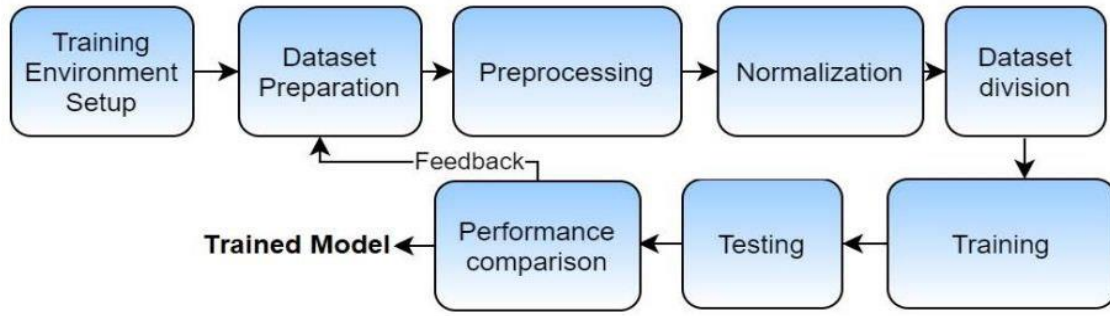 Training
Environment
Setup
Dataset
Preparation
Preprocessing
Normalization
Dataset
division
Feedback
Training
Testing
Performance
comparison
Trained Model